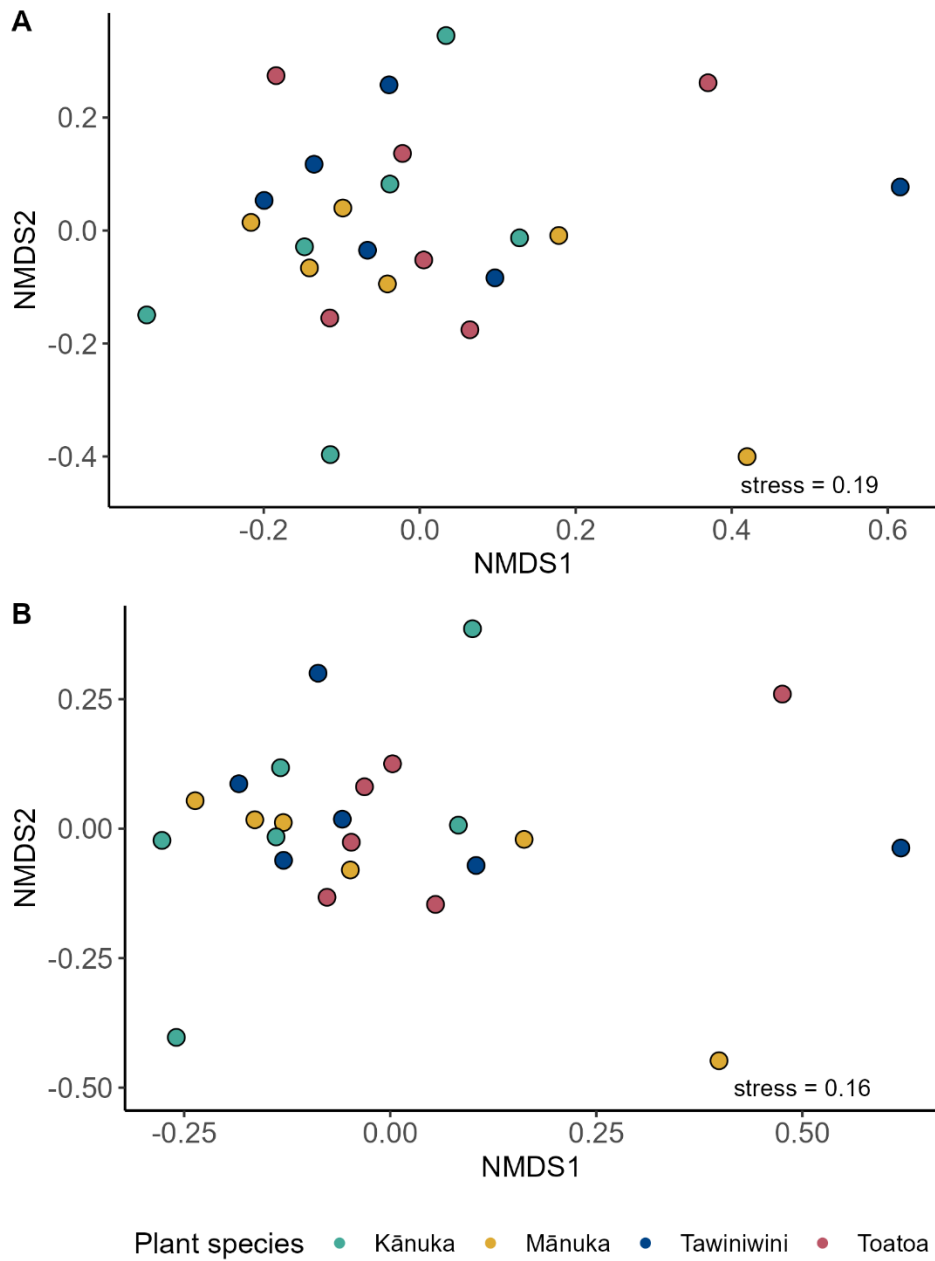 A
0.2
0.0
-0.2
-0.4
NMDS2
stress = 0.19
-0.2 0.0 0.2 0.4 0.6
NMDS1
B
0.25
0.00
-0.25
-0.50
NMDS2
stress = 0.16
-0.25 0.00 0.25 0.50
NMDS1
Plant species Kānuka Mānuka Tawiniwini Toatoa